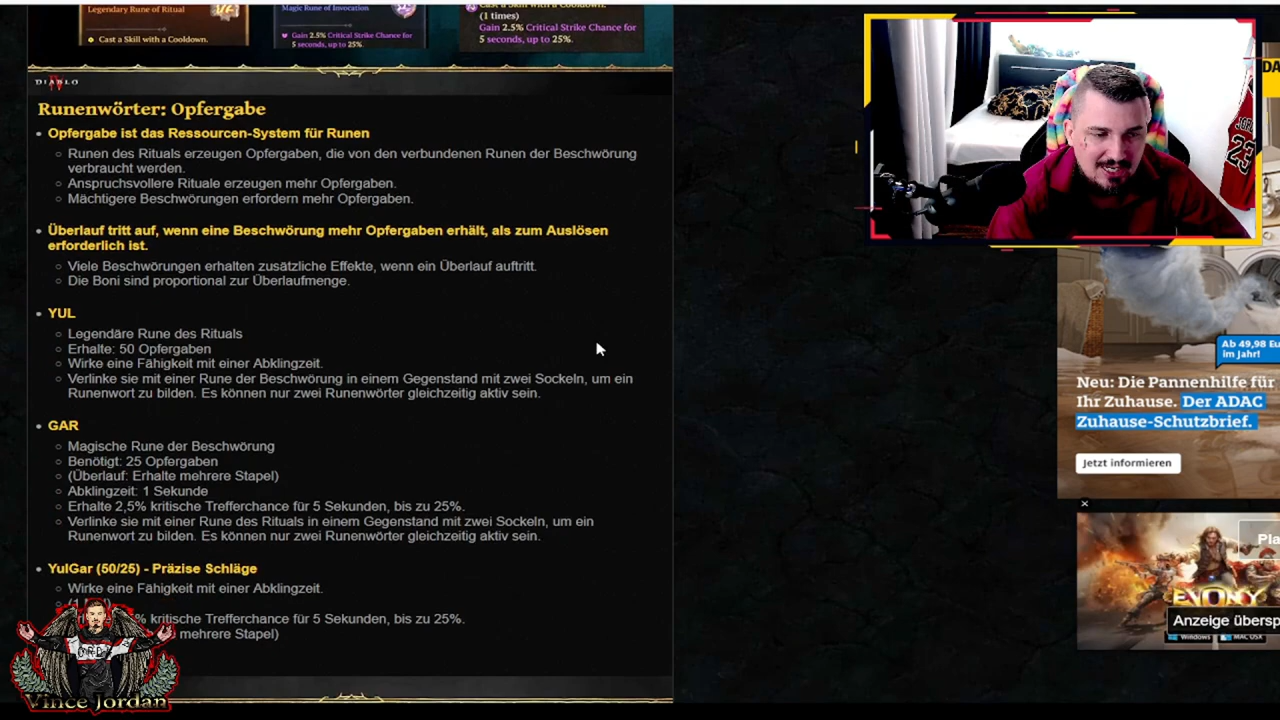 Legendary Rune of Ritual
Cast a Skill with a Cooldown.
Magic Rune of Invocation
Gain 2.5% Critical Strike Chance for
5 seconds, up to 25%.
Cast a Skill with a Cooldown.
(1 times)
Gain 2.5% Critical Strike Chance for
5 seconds, up to 25%.
DIABLO
IV
Runenwörter: Opfergabe
• Opfergabe ist das Ressourcen-System für Runen
○ Runen des Rituals erzeugen Opfergaben, die von den verbundenen Runen der Beschwörung
verbraucht werden.
○ Anspruchsvollere Rituale erzeugen mehr Opfergaben.
○ Mächtigere Beschwörungen erfordern mehr Opfergaben.
• Überlauf tritt auf, wenn eine Beschwörung mehr Opfergaben erhält, als zum Auslösen
erforderlich ist.
○ Viele Beschwörungen erhalten zusätzliche Effekte, wenn ein Überlauf auftritt.
○ Die Boni sind proportional zur Überlaufmenge.
• YUL
○ Legendäre Rune des Rituals
○ Erhalte: 50 Opfergaben
○ Wirke eine Fähigkeit mit einer Abklingzeit.
○ Verlinke sie mit einer Rune der Beschwörung in einem Gegenstand mit zwei Sockeln, um ein
Runenwort zu bilden. Es können nur zwei Runenwörter gleichzeitig aktiv sein.
• GAR
○ Magische Rune der Beschwörung
○ Benötigt: 25 Opfergaben
○ (Überlauf: Erhalte mehrere Stapel)
○ Abklingzeit: 1 Sekunde
○ Erhalte 2,5% kritische Trefferchance für 5 Sekunden, bis zu 25%.
○ Verlinke sie mit einer Rune des Rituals in einem Gegenstand mit zwei Sockeln, um ein
Runenwort zu bilden. Es können nur zwei Runenwörter gleichzeitig aktiv sein.
• YulGar (50/25) - Präzise Schläge
○ Wirke eine Fähigkeit mit einer Abklingzeit.
% kritische Trefferchance für 5 Sekunden, bis zu 25%.
mehrere Stapel)
Vince Jordan
23
DA
Ab 49,98 Eu
im Jahr!
Neu: Die Pannenhilfe für
Ihr Zuhause. Der ADAC
Zuhause-Schutzbrief.
Jetzt informieren
Pla
EVONY
Anzeige übersp
Windows
MAC OSX